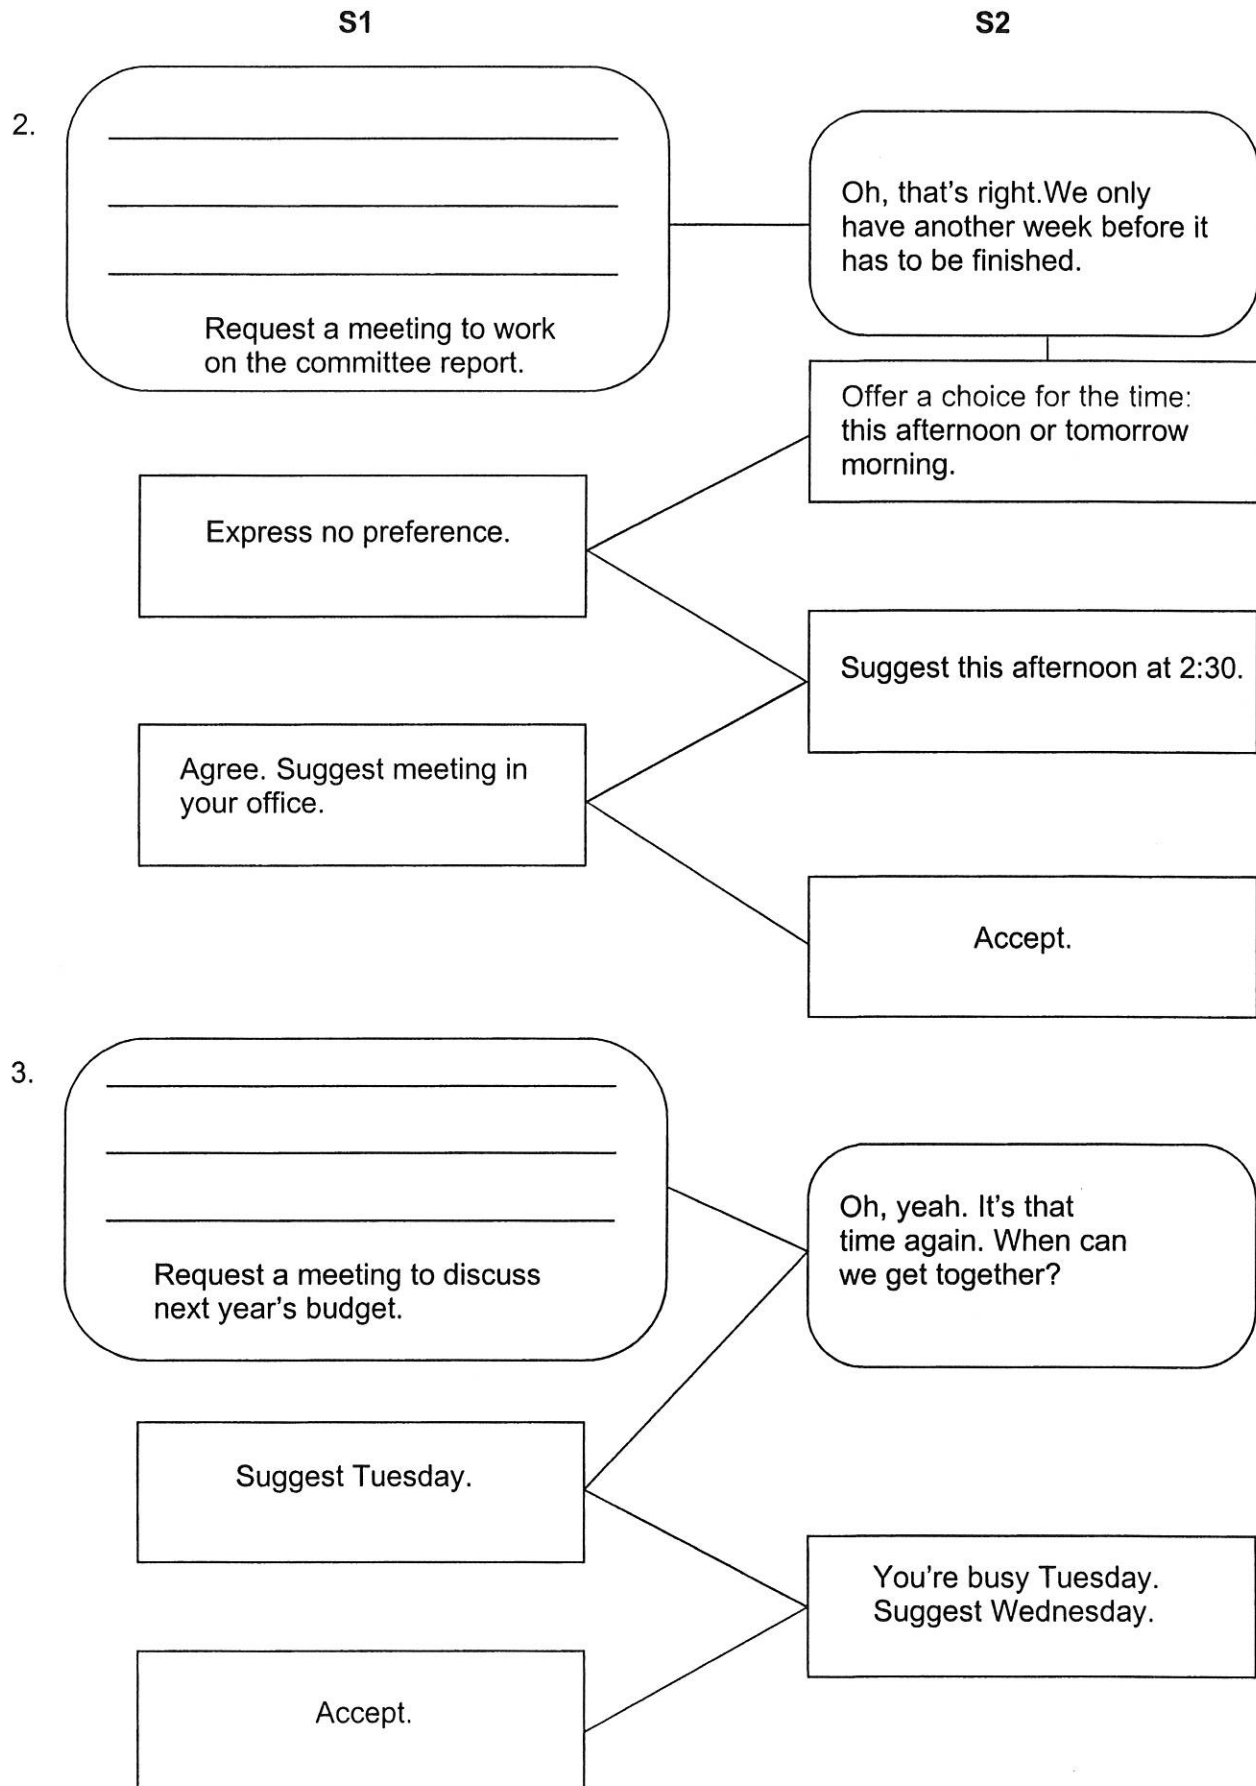 S1
S2
2.
Oh, that's right.We only
have another week before it
has to be finished.
Request a meeting to work
on the committee report.
Offer a choice for the time:
this afternoon or tomorrow
morning.
Express no preference.
Suggest this afternoon at 2:30.
Agree. Suggest meeting in
your office.
Accept.
3.
Oh, yeah. It's that
time again. When can
we get together?
Request a meeting to discuss
next year's budget.
Suggest Tuesday.
You're busy Tuesday.
Suggest Wednesday.
Accept.